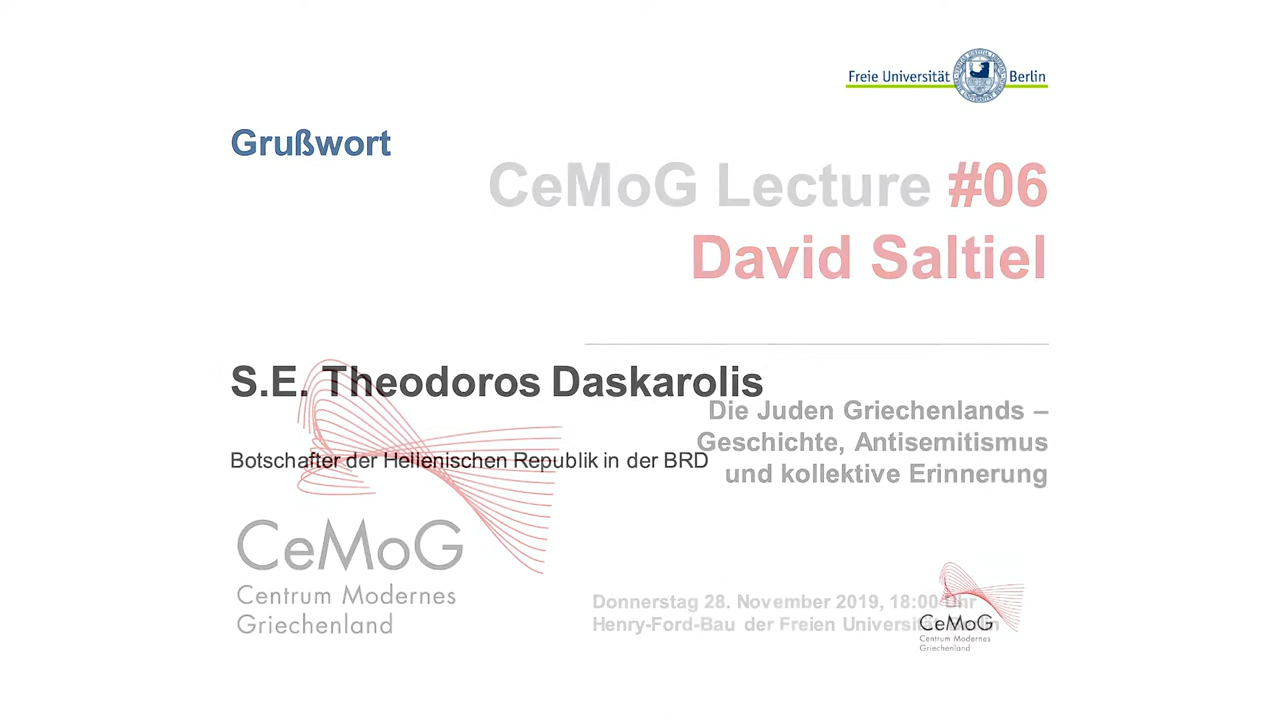 Freie Universität Berlin
Grußwort
CeMoG Lecture #06
David Saltiel
S.E. Theodoros Daskarolis
Die Juden Griechenlands –
Geschichte, Antisemitismus
und kollektive Erinnerung
Botschafter der Hellenischen Republik in der BRD
CeMoG
Centrum Modernes
Griechenland
Donnerstag 28. November 2019, 18:00 Uhr
Henry-Ford-Bau der Freien Universität Berlin
CeMoG
Centrum Modernes
Griechenland